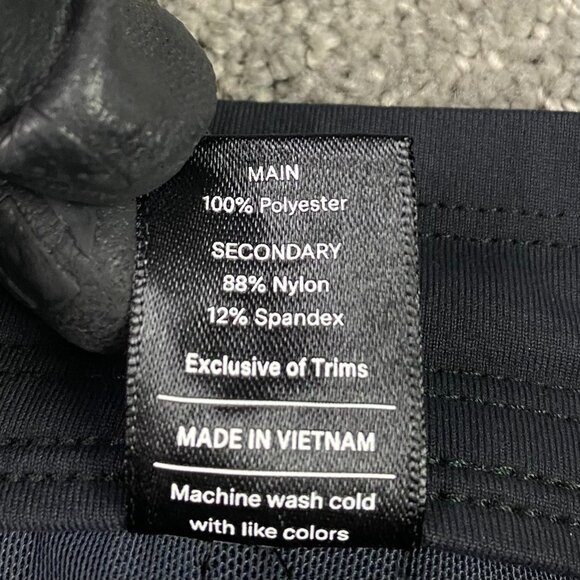 MAIN
100% Polyester
SECONDARY
88% Nylon
12% Spandex
Exclusive of Trims
MADE IN VIETNAM
Machine wash cold
with like colors